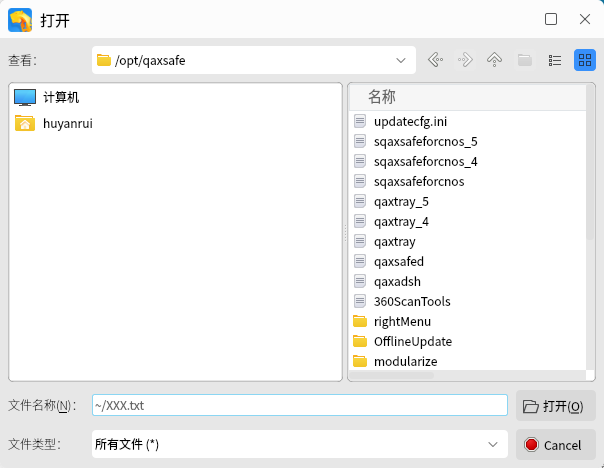 打开
查看：
/opt/qaxsafe
计算机
huyanrui
名称
updatecfg.ini
sqaxsafeforcnos_5
sqaxsafeforcnos_4
sqaxsafeforcnos
qaxtray_5
qaxtray_4
qaxtray
qaxsafed
qaxadsh
360ScanTools
rightMenu
OfflineUpdate
modularize
文件名称(N)：
~/XXX.txt
打开(O)
文件类型：
所有文件 (*)
Cancel